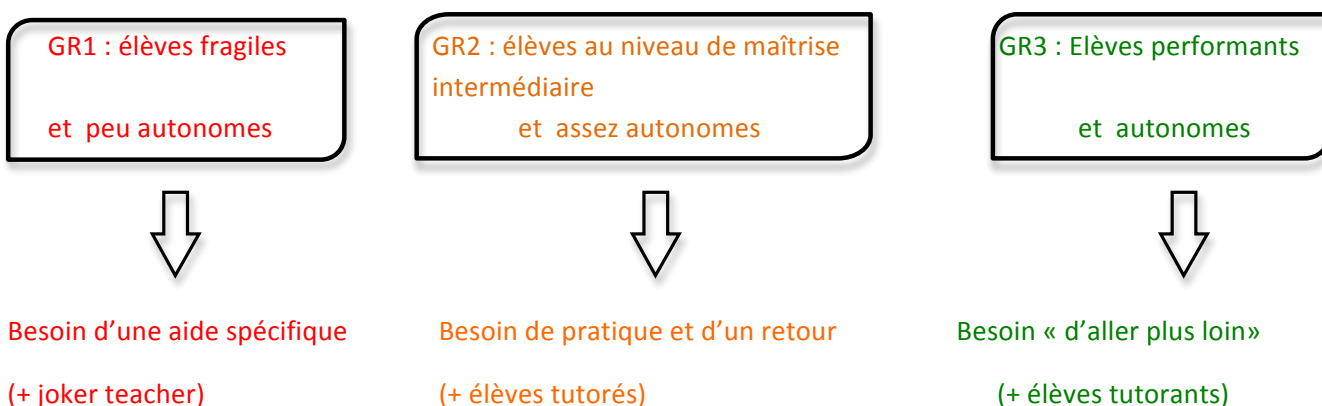 GR1 : élèves fragiles
et peu autonomes
GR2 : élèves au niveau de maîtrise
intermédiaire
et assez autonomes
GR3 : Elèves performants
et autonomes
Besoin d’une aide spécifique
(+ joker teacher)
Besoin de pratique et d’un retour
(+ élèves tutorés)
Besoin « d’aller plus loin»
(+ élèves tutorants)